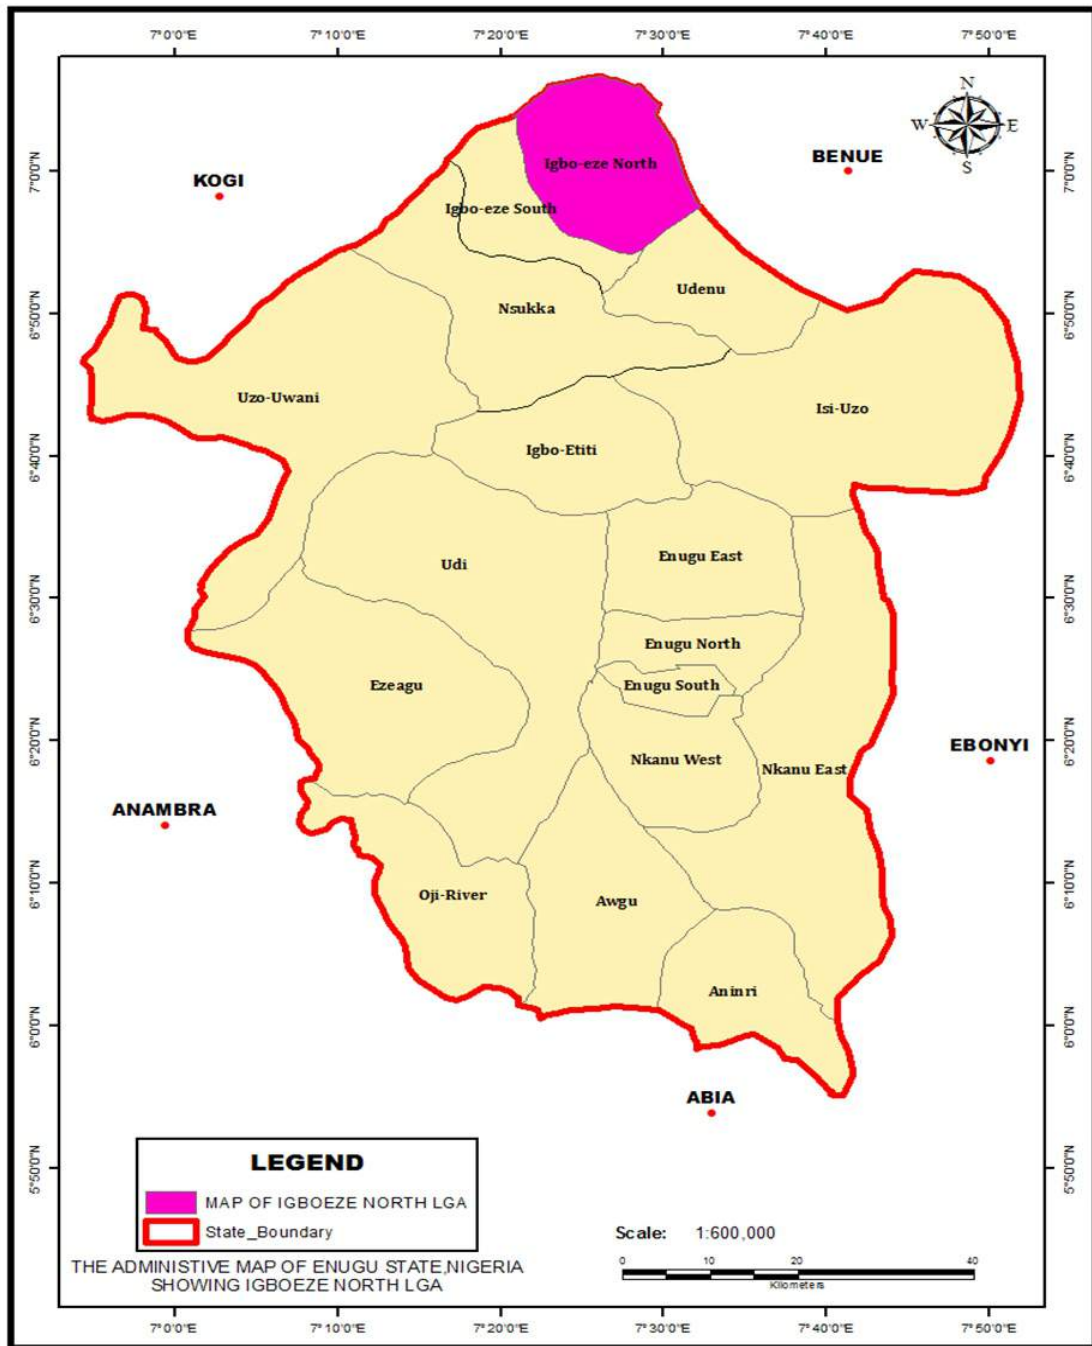 7°0'0"E 7°10'0"E 7°20'0"E 7°30'0"E 7°40'0"E 7°50'0"E
N
W E
S
BENUE
KOGI
Igbo-eze North
7°0'0"N 7°0'0"N
Igbo-eze South
Udenu
Nsukka
6°50'0"N 6°50'0"N
Uzo-Uwani
Isi-Uzo
Igbo-Etiti
6°40'0"N 6°40'0"N
Enugu East
Udi
6°30'0"N 6°30'0"N
Enugu North
Enugu South
Ezeagu
6°20'0"N 6°20'0"N
EBONYI
Nkanu West
Nkanu East
ANAMBRA
6°10'0"N 6°10'0"N
Oji-River
Awgu
Aninri
6°0'0"N 6°0'0"N
ABIA
5°50'0"N 5°50'0"N
LEGEND
MAP OF IGBOEZE NORTH LGA
State_Boundary
THE ADMINISTIVE MAP OF ENUGU STATE,NIGERIA
SHOWING IGBOEZE NORTH LGA
Scale: 1:600,000
0 10 20 40
Kilometers
7°0'0"E 7°10'0"E 7°20'0"E 7°30'0"E 7°40'0"E 7°50'0"E